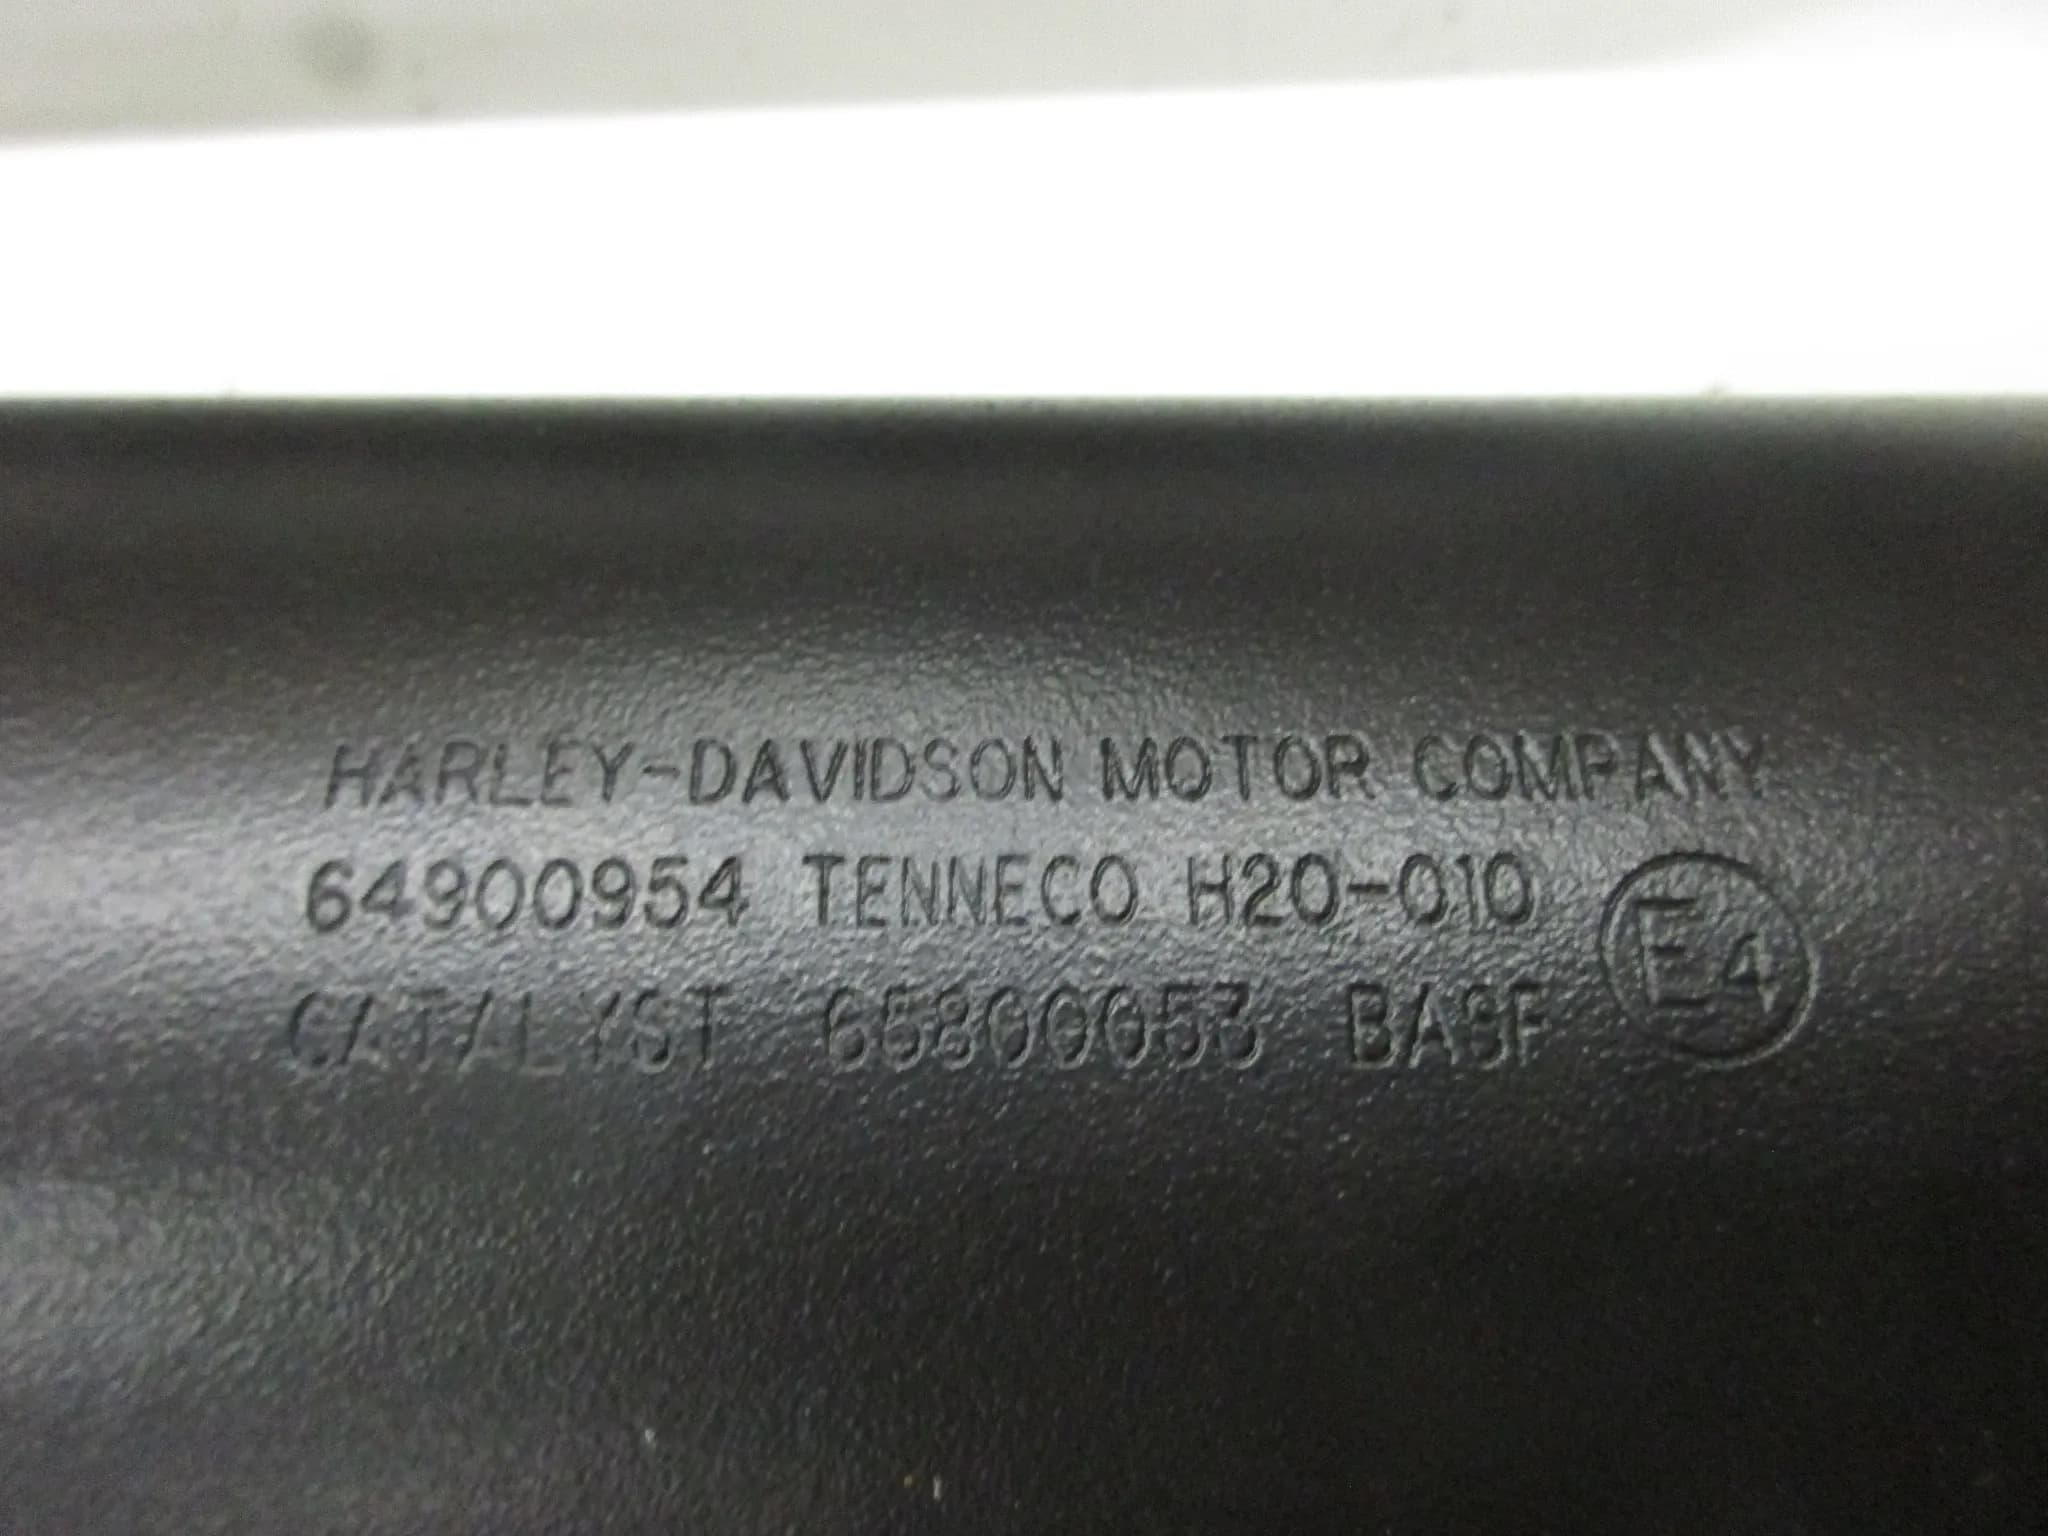 HARLEY-DAVIDSON MOTOR COMPANY
64900954 TENNECO H20-010
E4
CATALYST 65800053 BASF